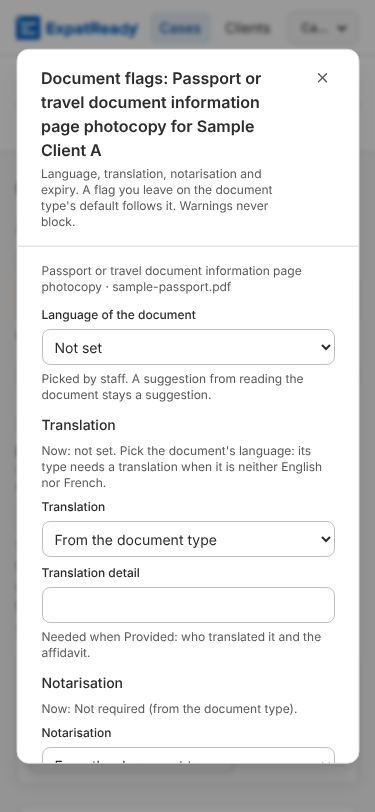 ExpatReady
Cases
Clients
Ca...
Document flags: Passport or
travel document information
page photocopy for Sample
Client A
Language, translation, notarisation and
expiry. A flag you leave on the document
type's default follows it. Warnings never
block.
Passport or travel document information page
photocopy · sample-passport.pdf
Language of the document
Not set
Picked by staff. A suggestion from reading the
document stays a suggestion.
Translation
Now: not set. Pick the document's language: its
type needs a translation when it is neither English
nor French.
Translation
From the document type
Translation detail
Needed when Provided: who translated it and the
affidavit.
Notarisation
Now: Not required (from the document type).
Notarisation